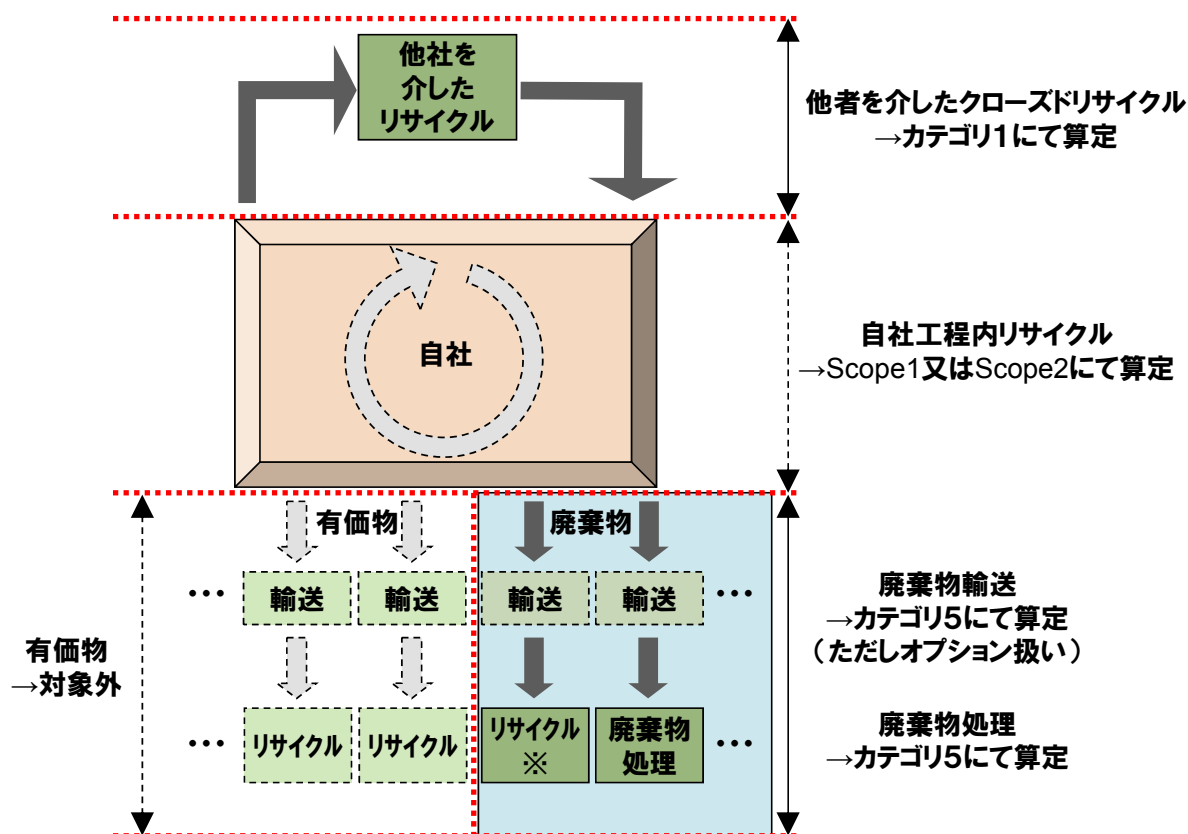 他社を
介した
リサイクル
他者を介したクローズドリサイクル
→カテゴリ1にて算定
自社
自社工程内リサイクル
→Scope1又はScope2にて算定
有価物
廃棄物
… 輸送 輸送 輸送 輸送 …
廃棄物輸送
→カテゴリ5にて算定
(ただしオプション扱い)
有価物
→対象外
… リサイクル リサイクル
リサイクル
※
廃棄物
処理
…
廃棄物処理
→カテゴリ5にて算定